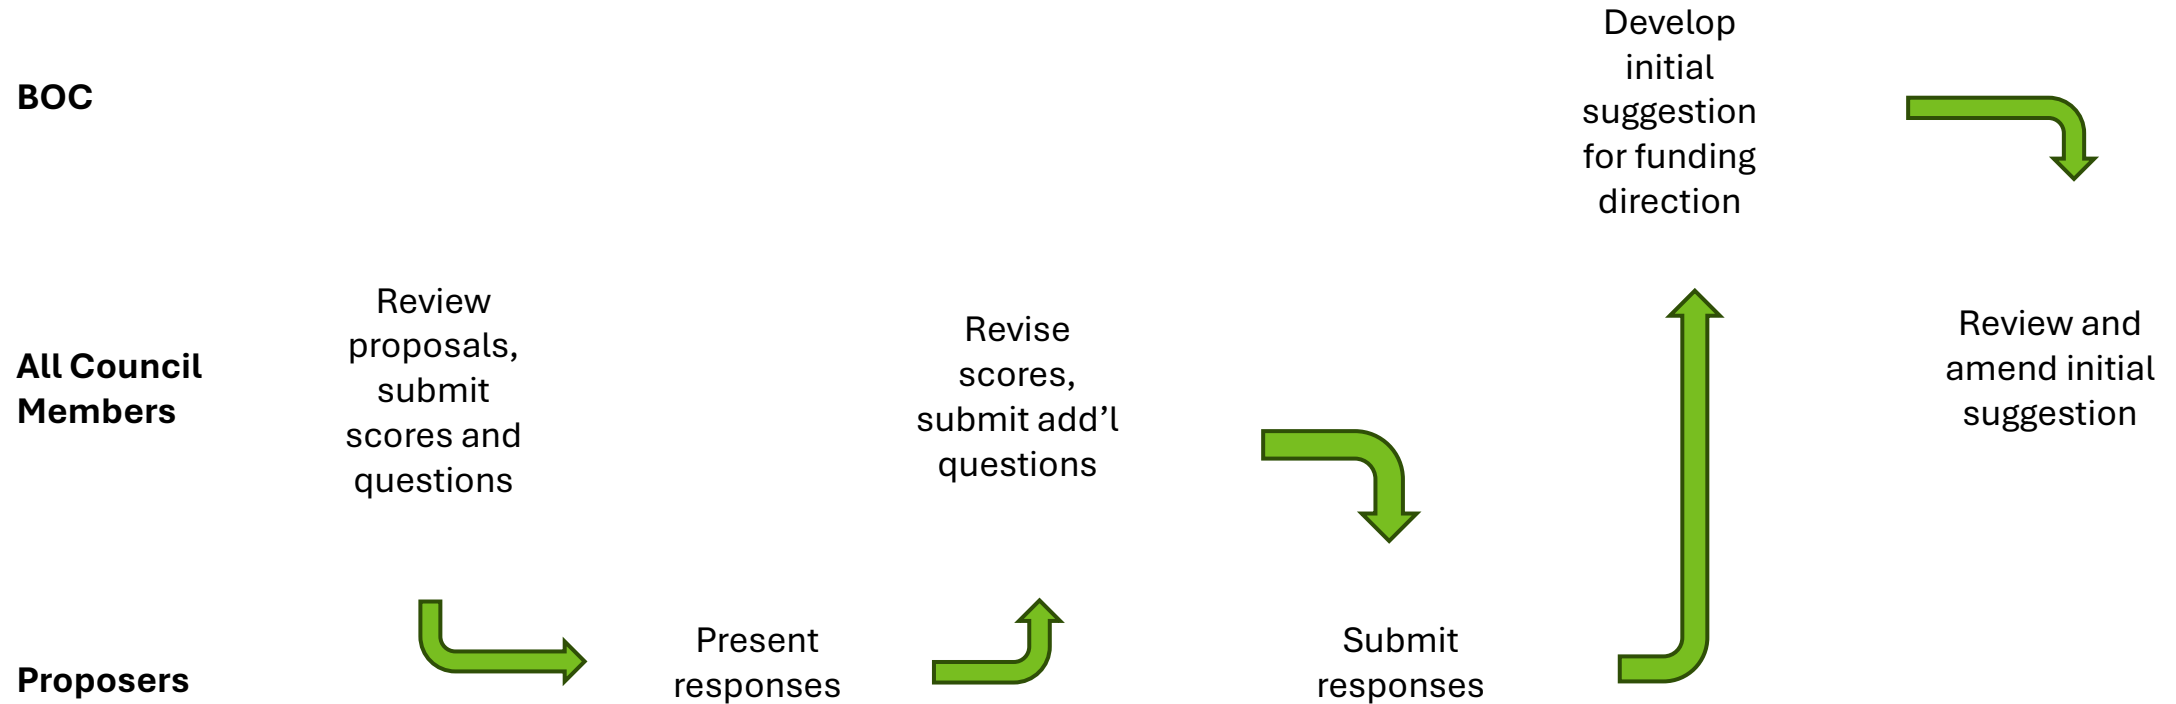 BOC
Develop
initial
suggestion
for funding
direction
All Council
Members
Review
proposals,
submit
scores and
questions
Revise
scores,
submit add’l
questions
Review and
amend initial
suggestion
Proposers
Present
responses
Submit
responses